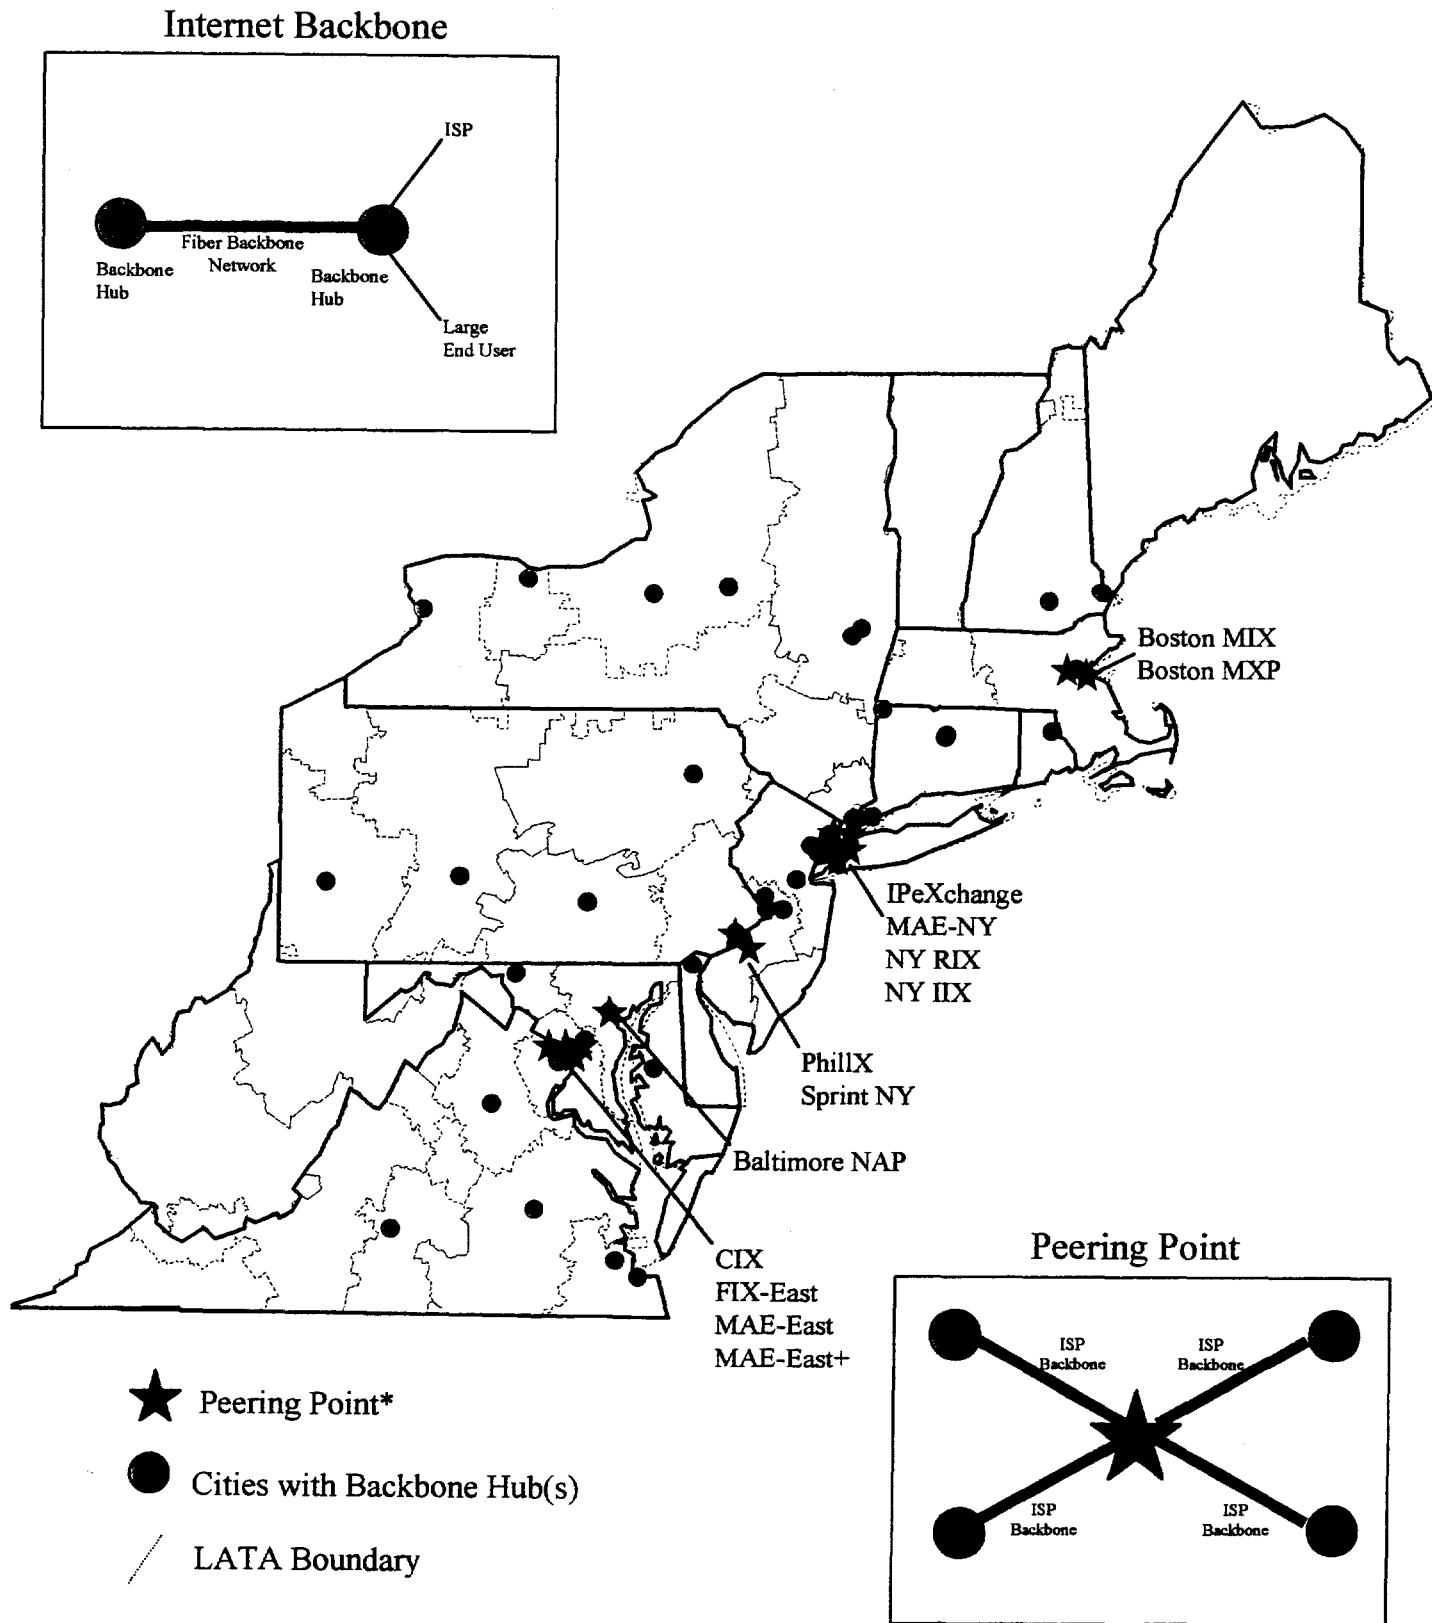 Internet Backbone
ISP
Fiber Backbone
Network
Backbone
Hub
Backbone
Hub
Large
End User
Boston MIX
Boston MXP
IPeXchange
MAE-NY
NY RIX
NY IIX
PhillX
Sprint NY
Baltimore NAP
CIX
FIX-East
MAE-East
MAE-East+
Peering Point*
Cities with Backbone Hub(s)
LATA Boundary
Peering Point
ISP
Backbone
ISP
Backbone
ISP
Backbone
ISP
Backbone